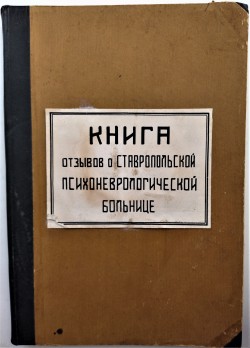 КНИГА
ОТЗЫВОВ О СТАВРОПОЛЬСКОЙ
ПСИХОНЕВРОЛОГИЧЕСКОЙ
БОЛЬНИЦЕ